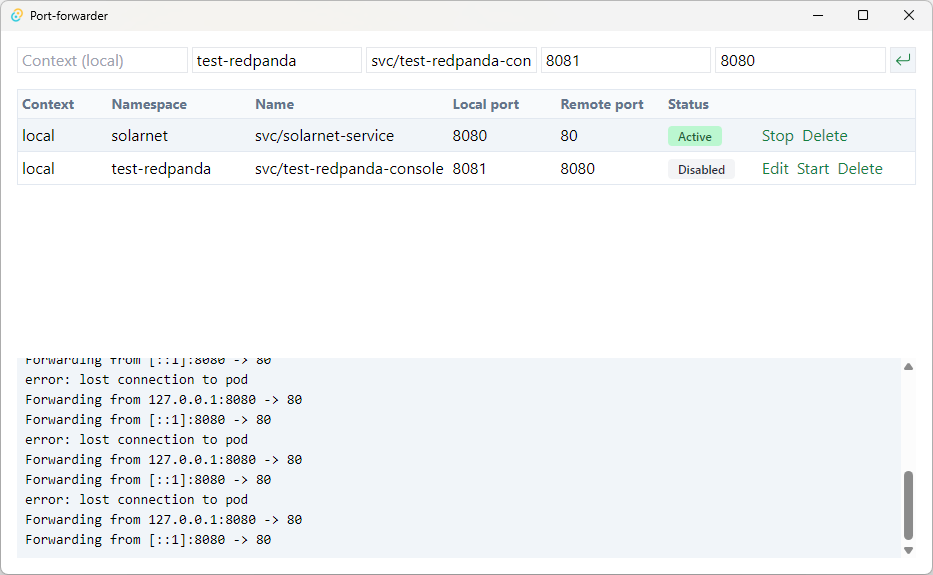 Port-forwarder
Context (local) test-redpanda svc/test-redpanda-con 8081 8080
Context Namespace Name Local port Remote port Status
local solarnet svc/solarnet-service 8080 80 Active Stop Delete
local test-redpanda svc/test-redpanda-console 8081 8080 Disabled Edit Start Delete
Forwarding from [::1]:8080 -> 80
error: lost connection to pod
Forwarding from 127.0.0.1:8080 -> 80
Forwarding from [::1]:8080 -> 80
error: lost connection to pod
Forwarding from 127.0.0.1:8080 -> 80
Forwarding from [::1]:8080 -> 80
error: lost connection to pod
Forwarding from 127.0.0.1:8080 -> 80
Forwarding from [::1]:8080 -> 80